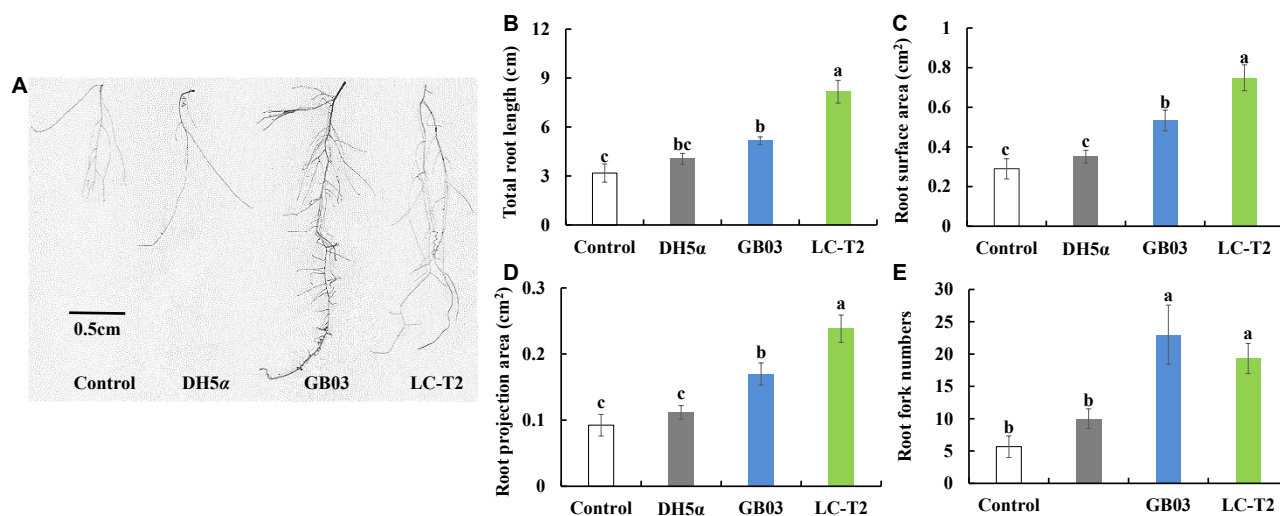 A
0.5cm
Control DH5α GB03 LC-T2
B
Total root length (cm)
12
9
6
3
0
c
bc
b
a
Control DH5α GB03 LC-T2
C
Root surface area (cm²)
1
0.8
0.6
0.4
0.2
0
c
c
b
a
Control DH5α GB03 LC-T2
D
Root projection area (cm²)
0.3
0.2
0.1
0
c
c
b
a
Control DH5α GB03 LC-T2
E
Root fork numbers
30
25
20
15
10
5
0
b
b
a
a
Control GB03 LC-T2